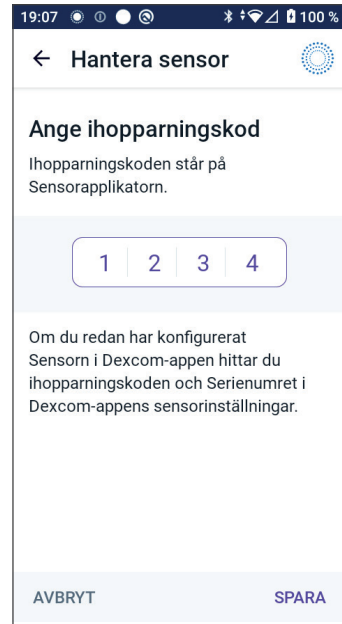 19:07 100 %
Hantera sensor
Ange ihopparningskod
Ihopparningskoden står på
Sensorapplikatorn.
1 2 3 4
Om du redan har konfigurerat
Sensorn i Dexcom-appen hittar du
ihopparningskoden och Serienumret i
Dexcom-appens sensorinställningar.
AVBRYT SPARA